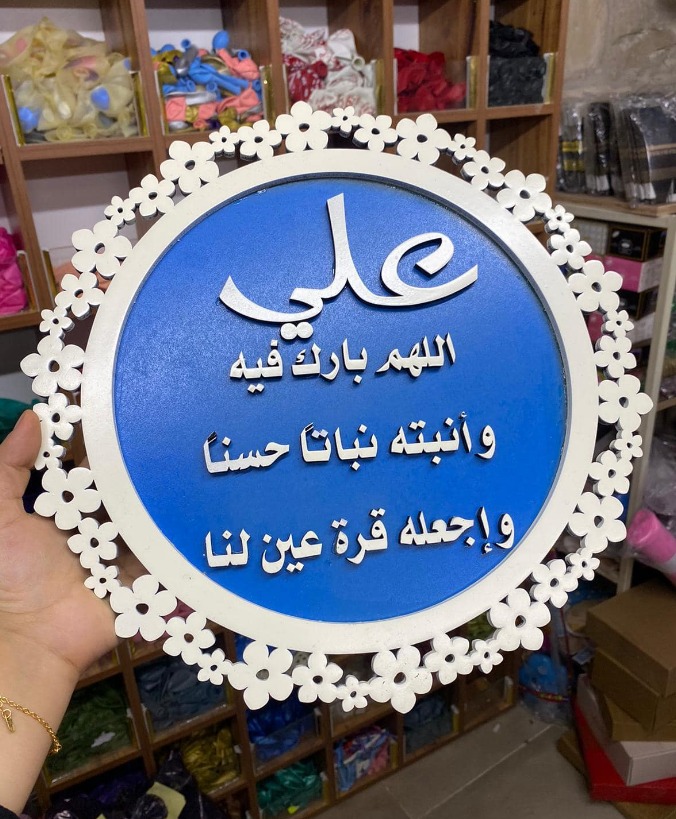 علي
اللهم بارك فيه
وأنبته نباتاً حسناً
وإجعله قرة عين لنا